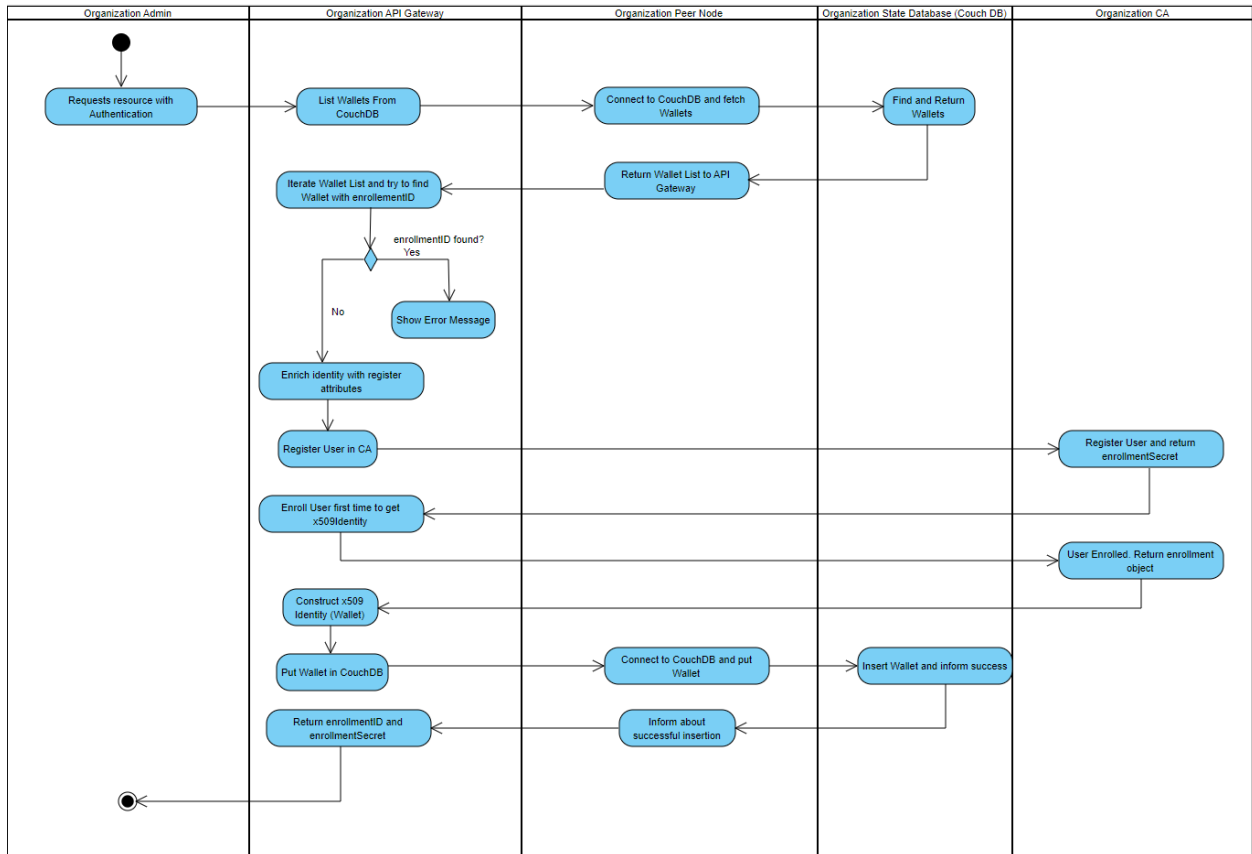 Organization Admin
Organization API Gateway
Organization Peer Node
Organization State Database (Couch DB)
Organization CA
Requests resource with
Authentication
List Wallets From
CouchDB
Connect to CouchDB and fetch
Wallets
Find and Return
Wallets
Return Wallet List to API
Gateway
Iterate Wallet List and try to find
Wallet with enrollementID
enrollmentID found?
Yes
No
Show Error Message
Enrich identity with register
attributes
Register User in CA
Register User and return
enrollmentSecret
Enroll User first time to get
x509Identity
User Enrolled. Return enrollment
object
Construct x509
Identity (Wallet)
Put Wallet in CouchDB
Connect to CouchDB and put
Wallet
Insert Wallet and inform success
Inform about
successful insertion
Return enrollmentID and
enrollmentSecret